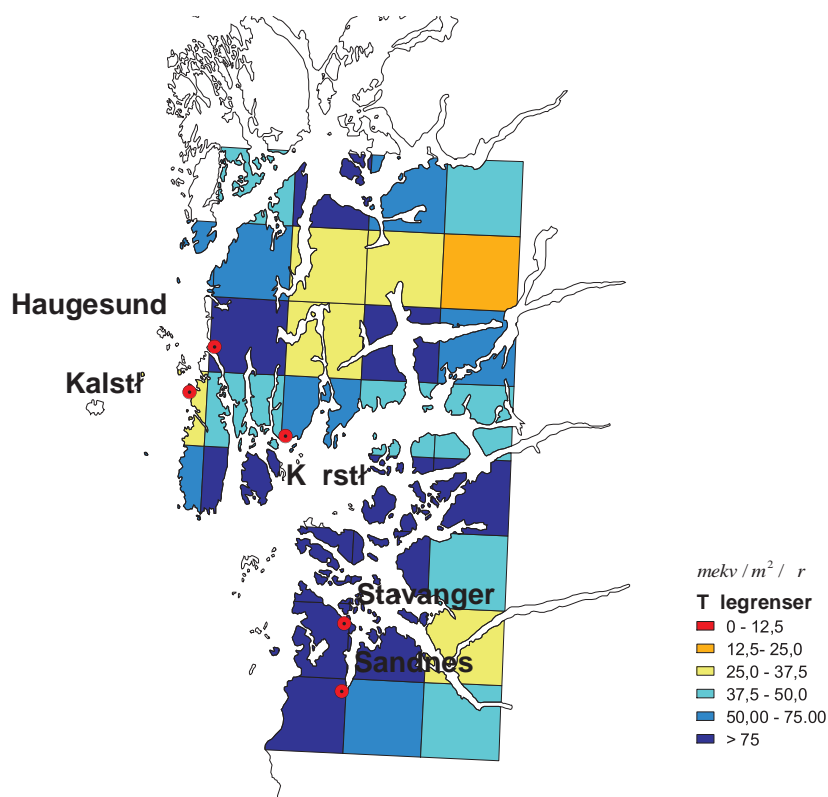 Haugesund
Kalstł
K rstł
Stavanger
Sandnes
mekv / m² / r
T legrenser
0 - 12,5
12,5- 25,0
25,0 - 37,5
37,5 - 50,0
50,00 - 75.00
> 75